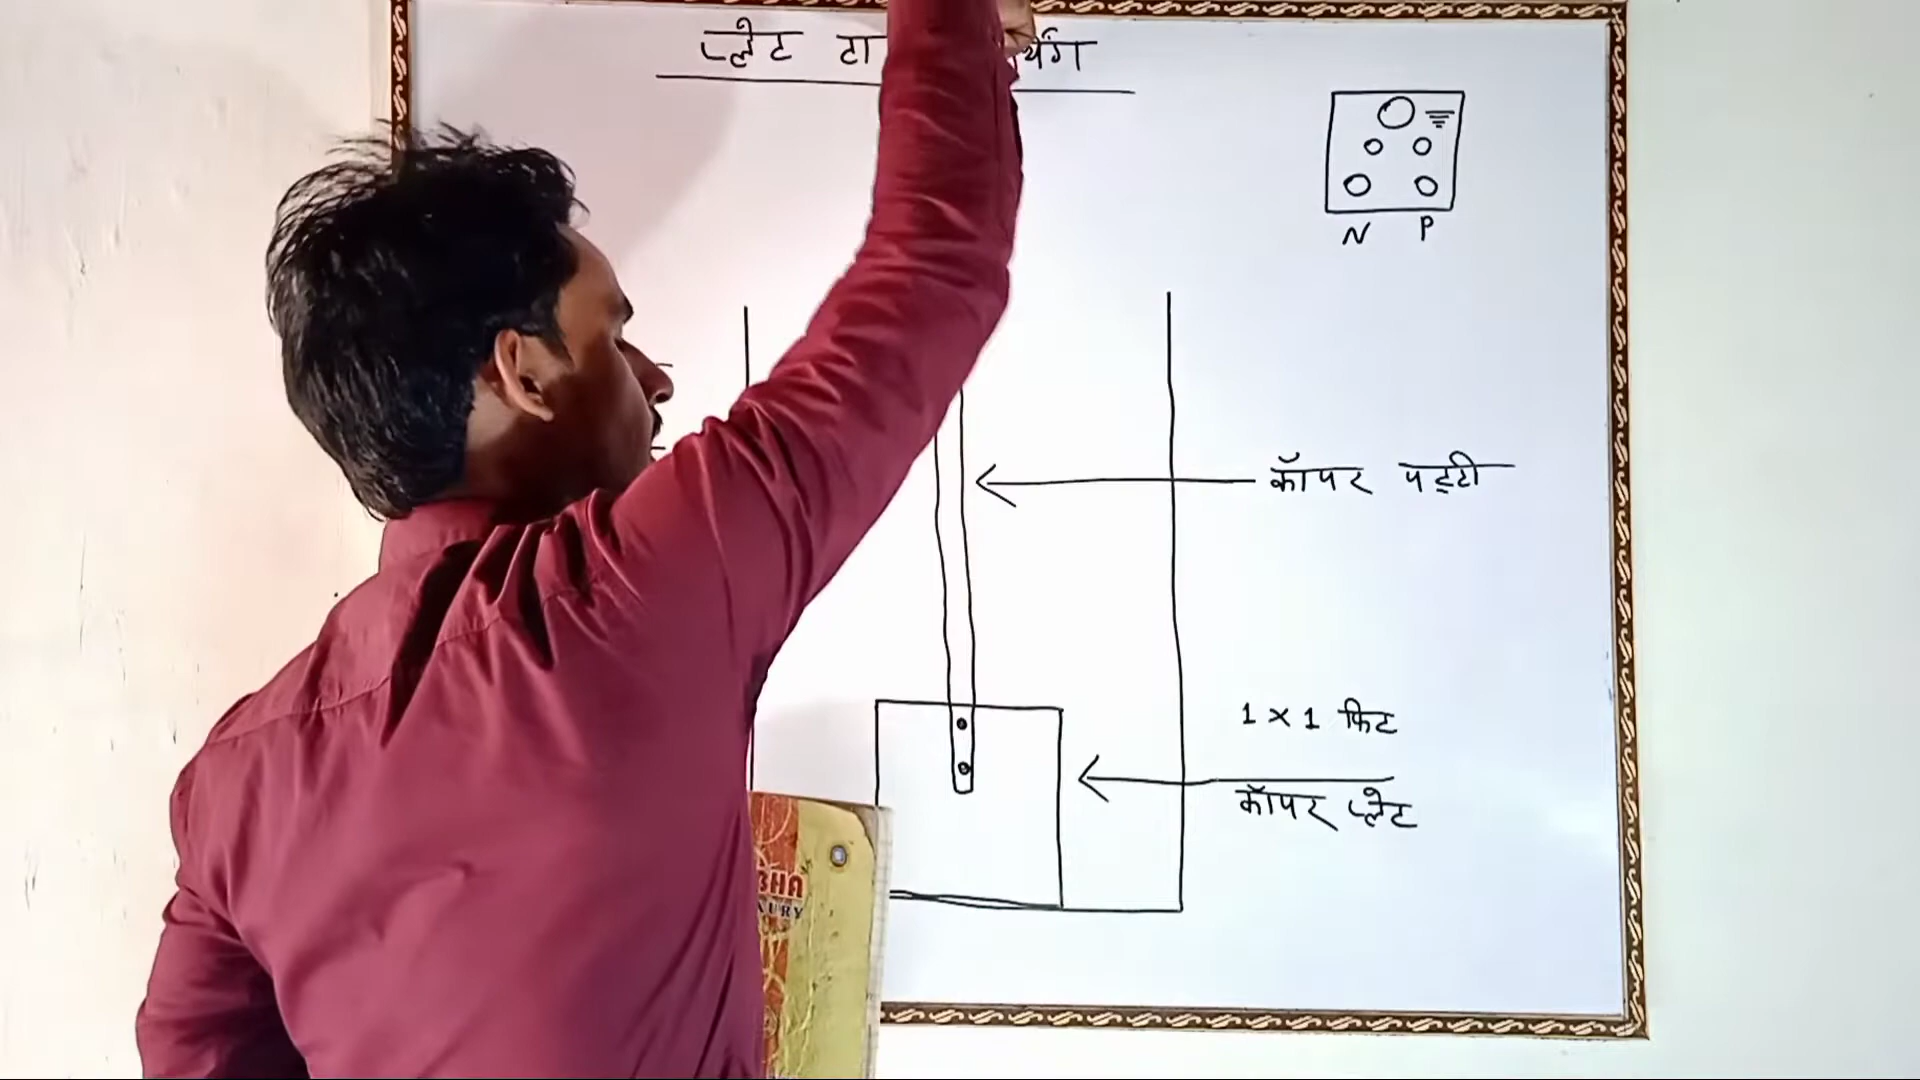 प्लेट टा
N P
कॉपर पट्टी
1 x 1 फिट
कॉपर प्लेट